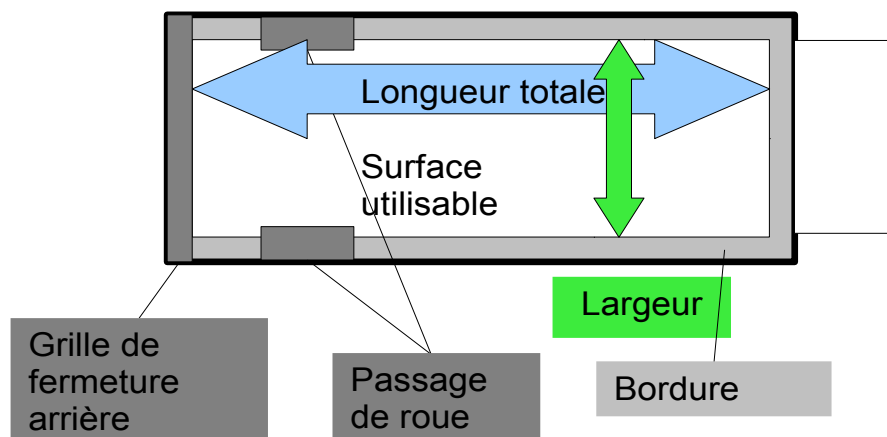 Longueur totale
Surface
utilisable
Largeur
Grille de
fermeture
arrière
Passage
de roue
Bordure